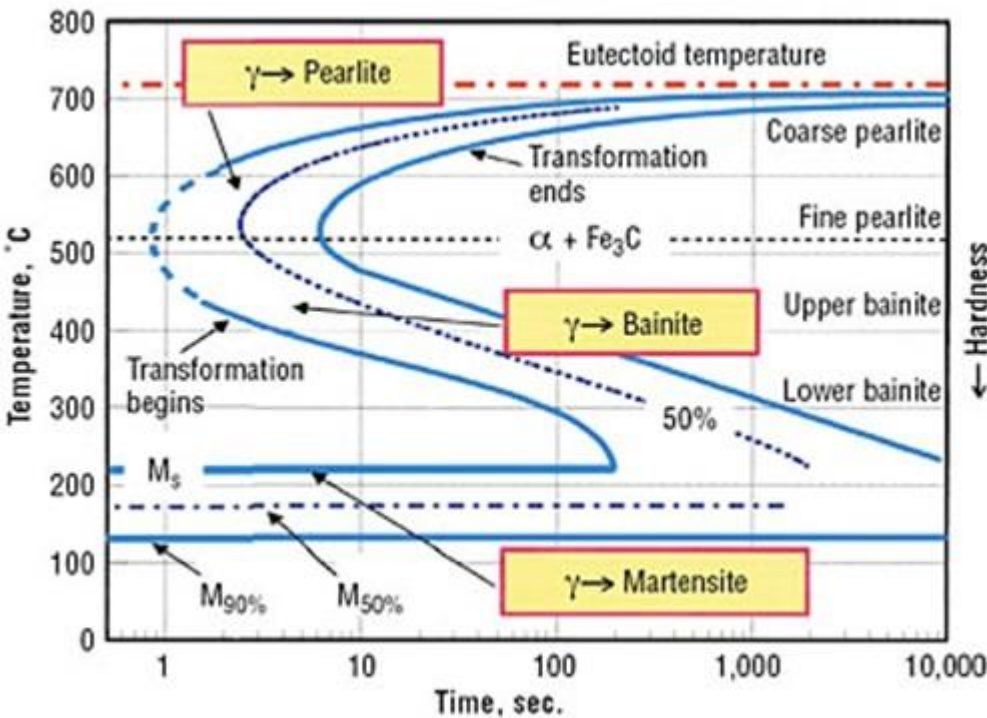 800
700
600
500
400
300
200
100
0
Temperature, °C
γ→ Pearlite
Eutectoid temperature
Coarse pearlite
Transformation
ends
Fine pearlite
α + Fe₃C
γ→ Bainite
Upper bainite
Transformation
begins
Lower bainite
50%
Mₛ
γ→ Martensite
M₉₀%
M₅₀%
← Hardness
1
10
100
1,000
10,000
Time, sec.